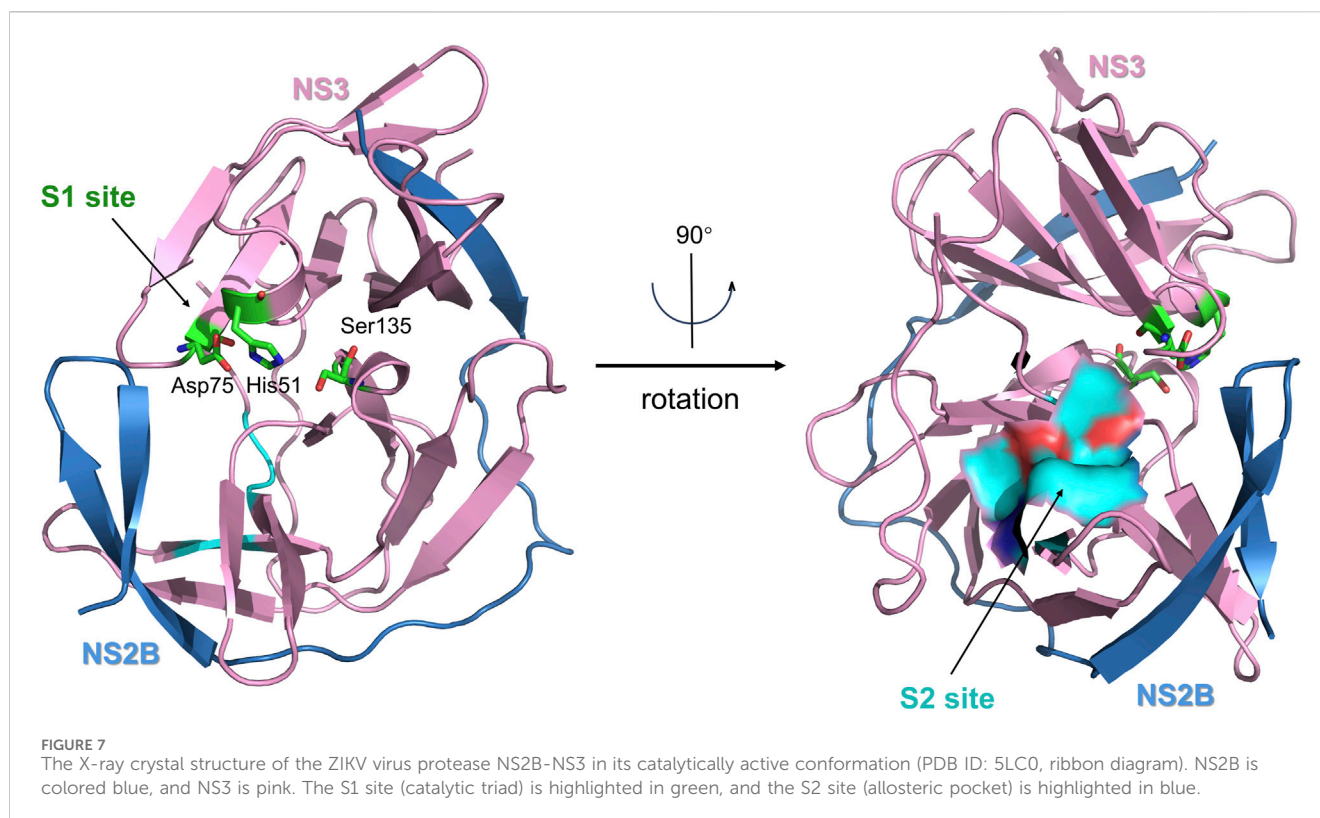 NS3
S1 site
Ser135
Asp75 His51
NS2B
90°
rotation
NS3
S2 site
NS2B
FIGURE 7
The X-ray crystal structure of the ZIKV virus protease NS2B-NS3 in its catalytically active conformation (PDB ID: 5LC0, ribbon diagram). NS2B is
colored blue, and NS3 is pink. The S1 site (catalytic triad) is highlighted in green, and the S2 site (allosteric pocket) is highlighted in blue.